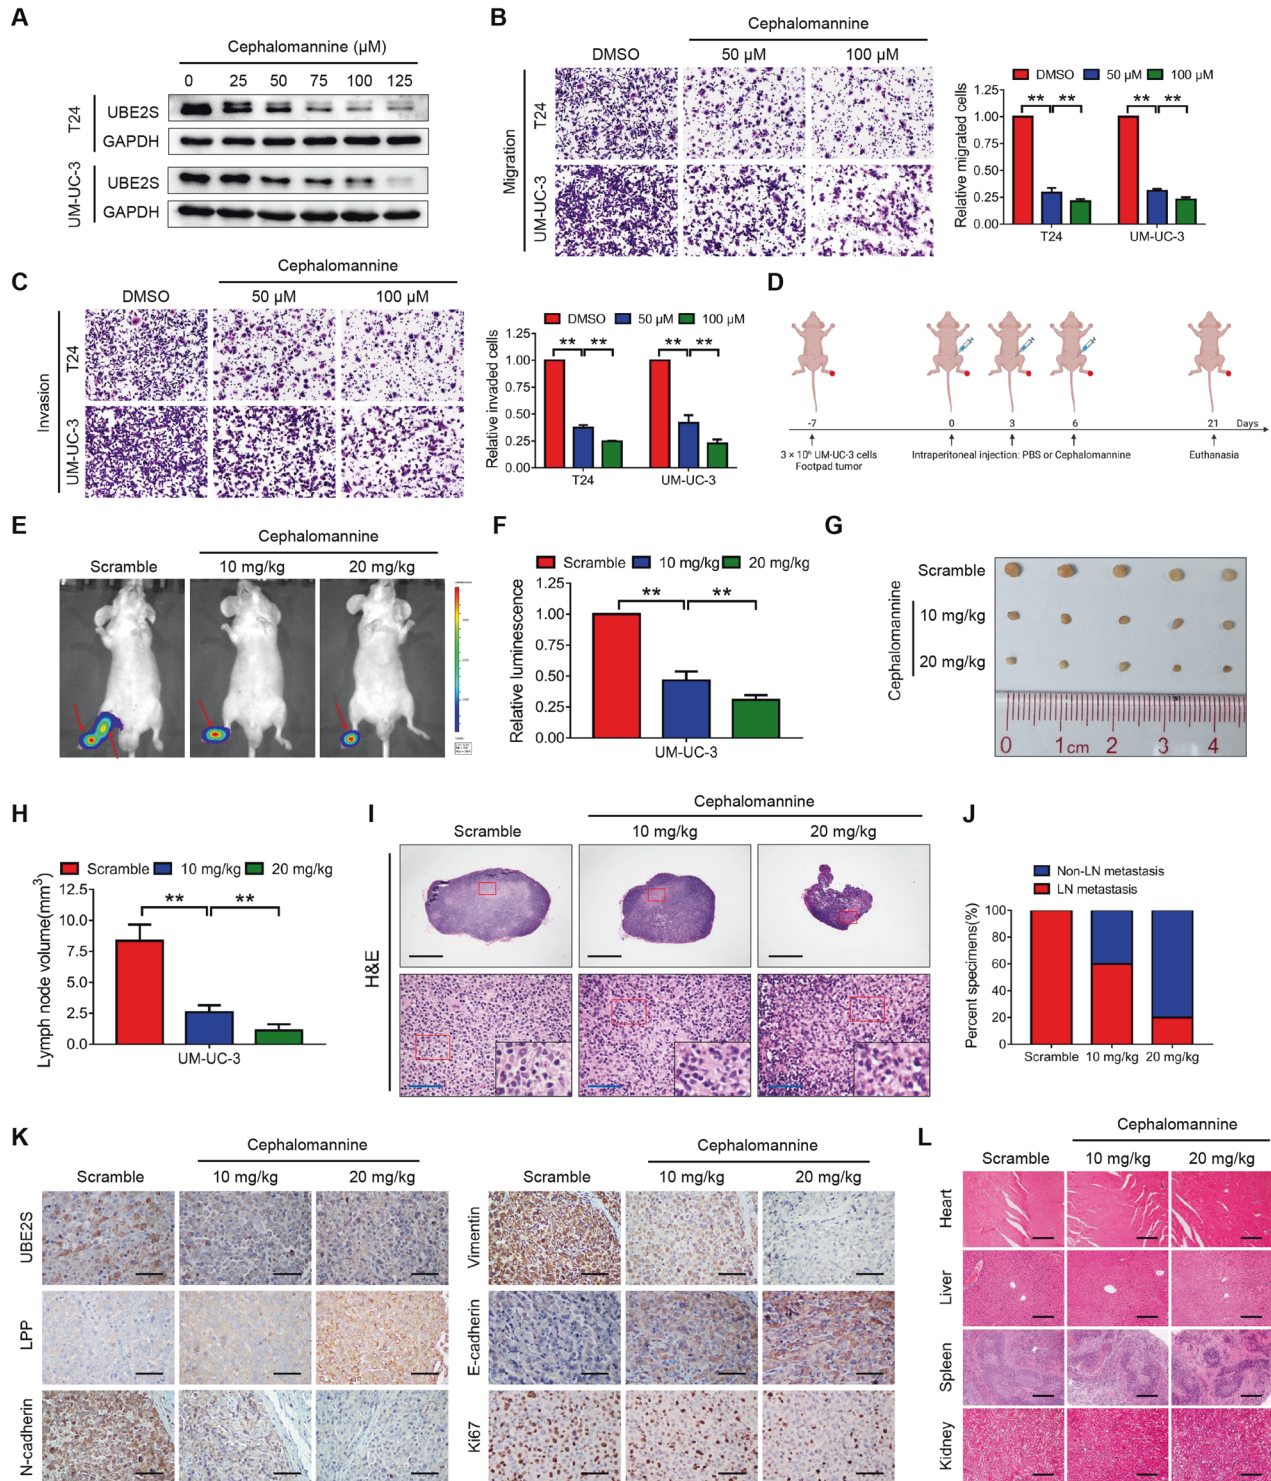 A
Cephalomannine (µM)
0 25 50 75 100 125
T24
UBE2S
GAPDH
UM-UC-3
UBE2S
GAPDH
B
Cephalomannine
DMSO 50 µM 100 µM
Migration
T24
UM-UC-3
DMSO 50 µM 100 µM
Relative migrated cells
1.25
1.00
0.75
0.50
0.25
0.00
** ** ** **
T24 UM-UC-3
C
Cephalomannine
DMSO 50 µM 100 µM
Invasion
T24
UM-UC-3
DMSO 50 µM 100 µM
Relative invaded cells
1.25
1.00
0.75
0.50
0.25
0.00
** ** ** **
T24 UM-UC-3
D
-7 0 3 6 21 Days
3 × 10⁶ UM-UC-3 cells
Footpad tumor
Intraperitoneal injection: PBS or Cephalomannine
Euthanasia
E
Cephalomannine
Scramble 10 mg/kg 20 mg/kg
F
Scramble 10 mg/kg 20 mg/kg
Relative luminescence
1.25
1.00
0.75
0.50
0.25
0.00
** **
UM-UC-3
G
Cephalomannine
Scramble
10 mg/kg
20 mg/kg
0 1cm 2 3 4
H
Scramble 10 mg/kg 20 mg/kg
Lymph node volume(mm³)
12.5
10.0
7.5
5.0
2.5
0.0
** **
UM-UC-3
I
Cephalomannine
Scramble 10 mg/kg 20 mg/kg
H&E
J
Non-LN metastasis
LN metastasis
Percent specimens(%)
100
80
60
40
20
0
Scramble 10 mg/kg 20 mg/kg
K
Cephalomannine
Scramble 10 mg/kg 20 mg/kg
UBE2S
LPP
N-cadherin
Cephalomannine
Scramble 10 mg/kg 20 mg/kg
Vimentin
E-cadherin
Ki67
L
Cephalomannine
Scramble 10 mg/kg 20 mg/kg
Heart
Liver
Spleen
Kidney